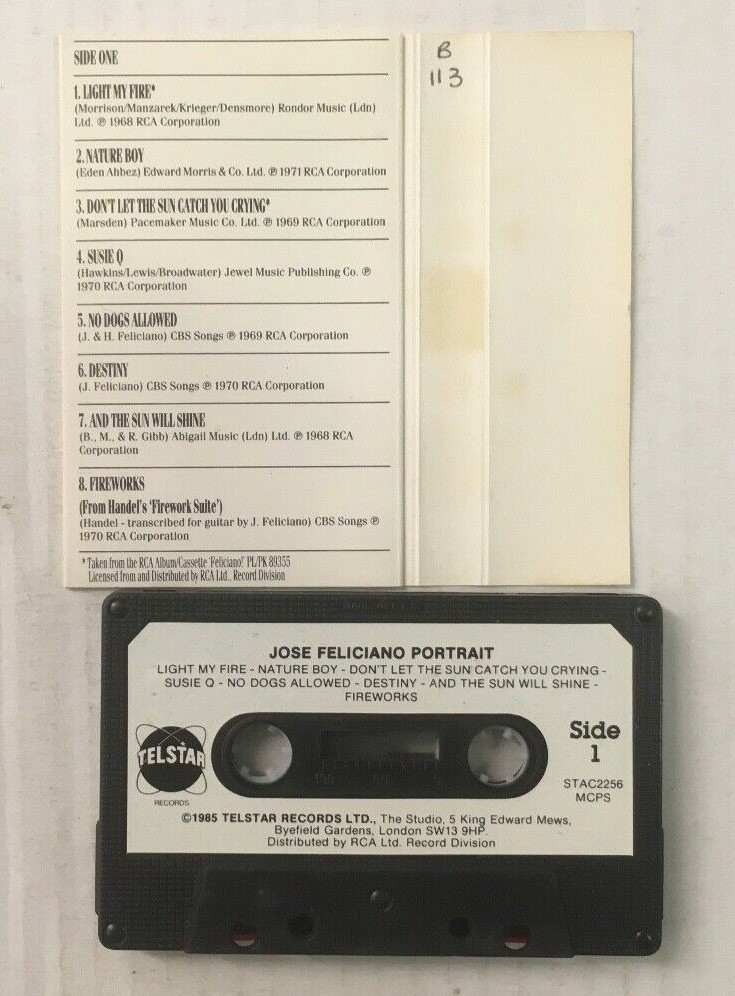 SIDE ONE
1. LIGHT MY FIRE*
(Morrison/Manzarek/Krieger/Densmore) Rondor Music (Ldn)
Ltd. ℗ 1968 RCA Corporation
2. NATURE BOY
(Eden Ahbez) Edward Morris & Co. Ltd. ℗ 1971 RCA Corporation
3. DON'T LET THE SUN CATCH YOU CRYING*
(Marsden) Pacemaker Music Co. Ltd. ℗ 1969 RCA Corporation
4. SUSIE Q
(Hawkins/Lewis/Broadwater) Jewel Music Publishing Co. ℗
1970 RCA Corporation
5. NO DOGS ALLOWED
(J. & H. Feliciano) CBS Songs ℗ 1969 RCA Corporation
6. DESTINY
(J. Feliciano) CBS Songs ℗ 1970 RCA Corporation
7. AND THE SUN WILL SHINE
(B., M., & R. Gibb) Abigail Music (Ldn) Ltd. ℗ 1968 RCA
Corporation
8. FIREWORKS
(From Handel's 'Firework Suite')
(Handel - transcribed for guitar by J. Feliciano) CBS Songs ℗
1970 RCA Corporation
* Taken from the RCA Album/Cassette 'Feliciano!' PL/PK 89355
Licensed from and Distributed by RCA Ltd., Record Division
B
113
JOSE FELICIANO PORTRAIT
LIGHT MY FIRE - NATURE BOY - DON'T LET THE SUN CATCH YOU CRYING -
SUSIE Q - NO DOGS ALLOWED - DESTINY - AND THE SUN WILL SHINE -
FIREWORKS
TELSTAR
RECORDS
Side
1
STAC2256
MCPS
100 50 0
©1985 TELSTAR RECORDS LTD., The Studio, 5 King Edward Mews,
Byefield Gardens, London SW13 9HP.
Distributed by RCA Ltd. Record Division